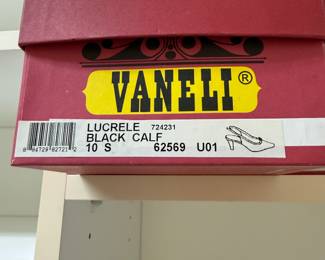 VANELI®
LUCRELE 724231
BLACK CALF
10 S 62569 U01